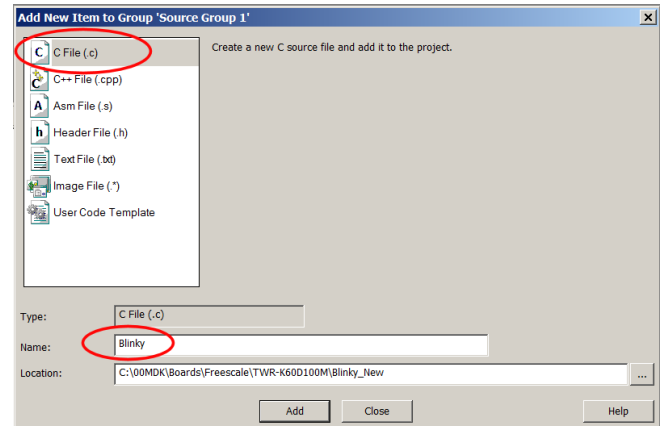 Add New Item to Group 'Source Group 1'
C File (.c)
Create a new C source file and add it to the project.
C++ File (.cpp)
Asm File (.s)
Header File (.h)
Text File (.txt)
Image File (.*)
User Code Template
Type:
C File (.c)
Name:
Blinky
Location:
C:\00MDK\Boards\Freescale\TWR-K60D100M\Blinky_New
...
Add
Close
Help